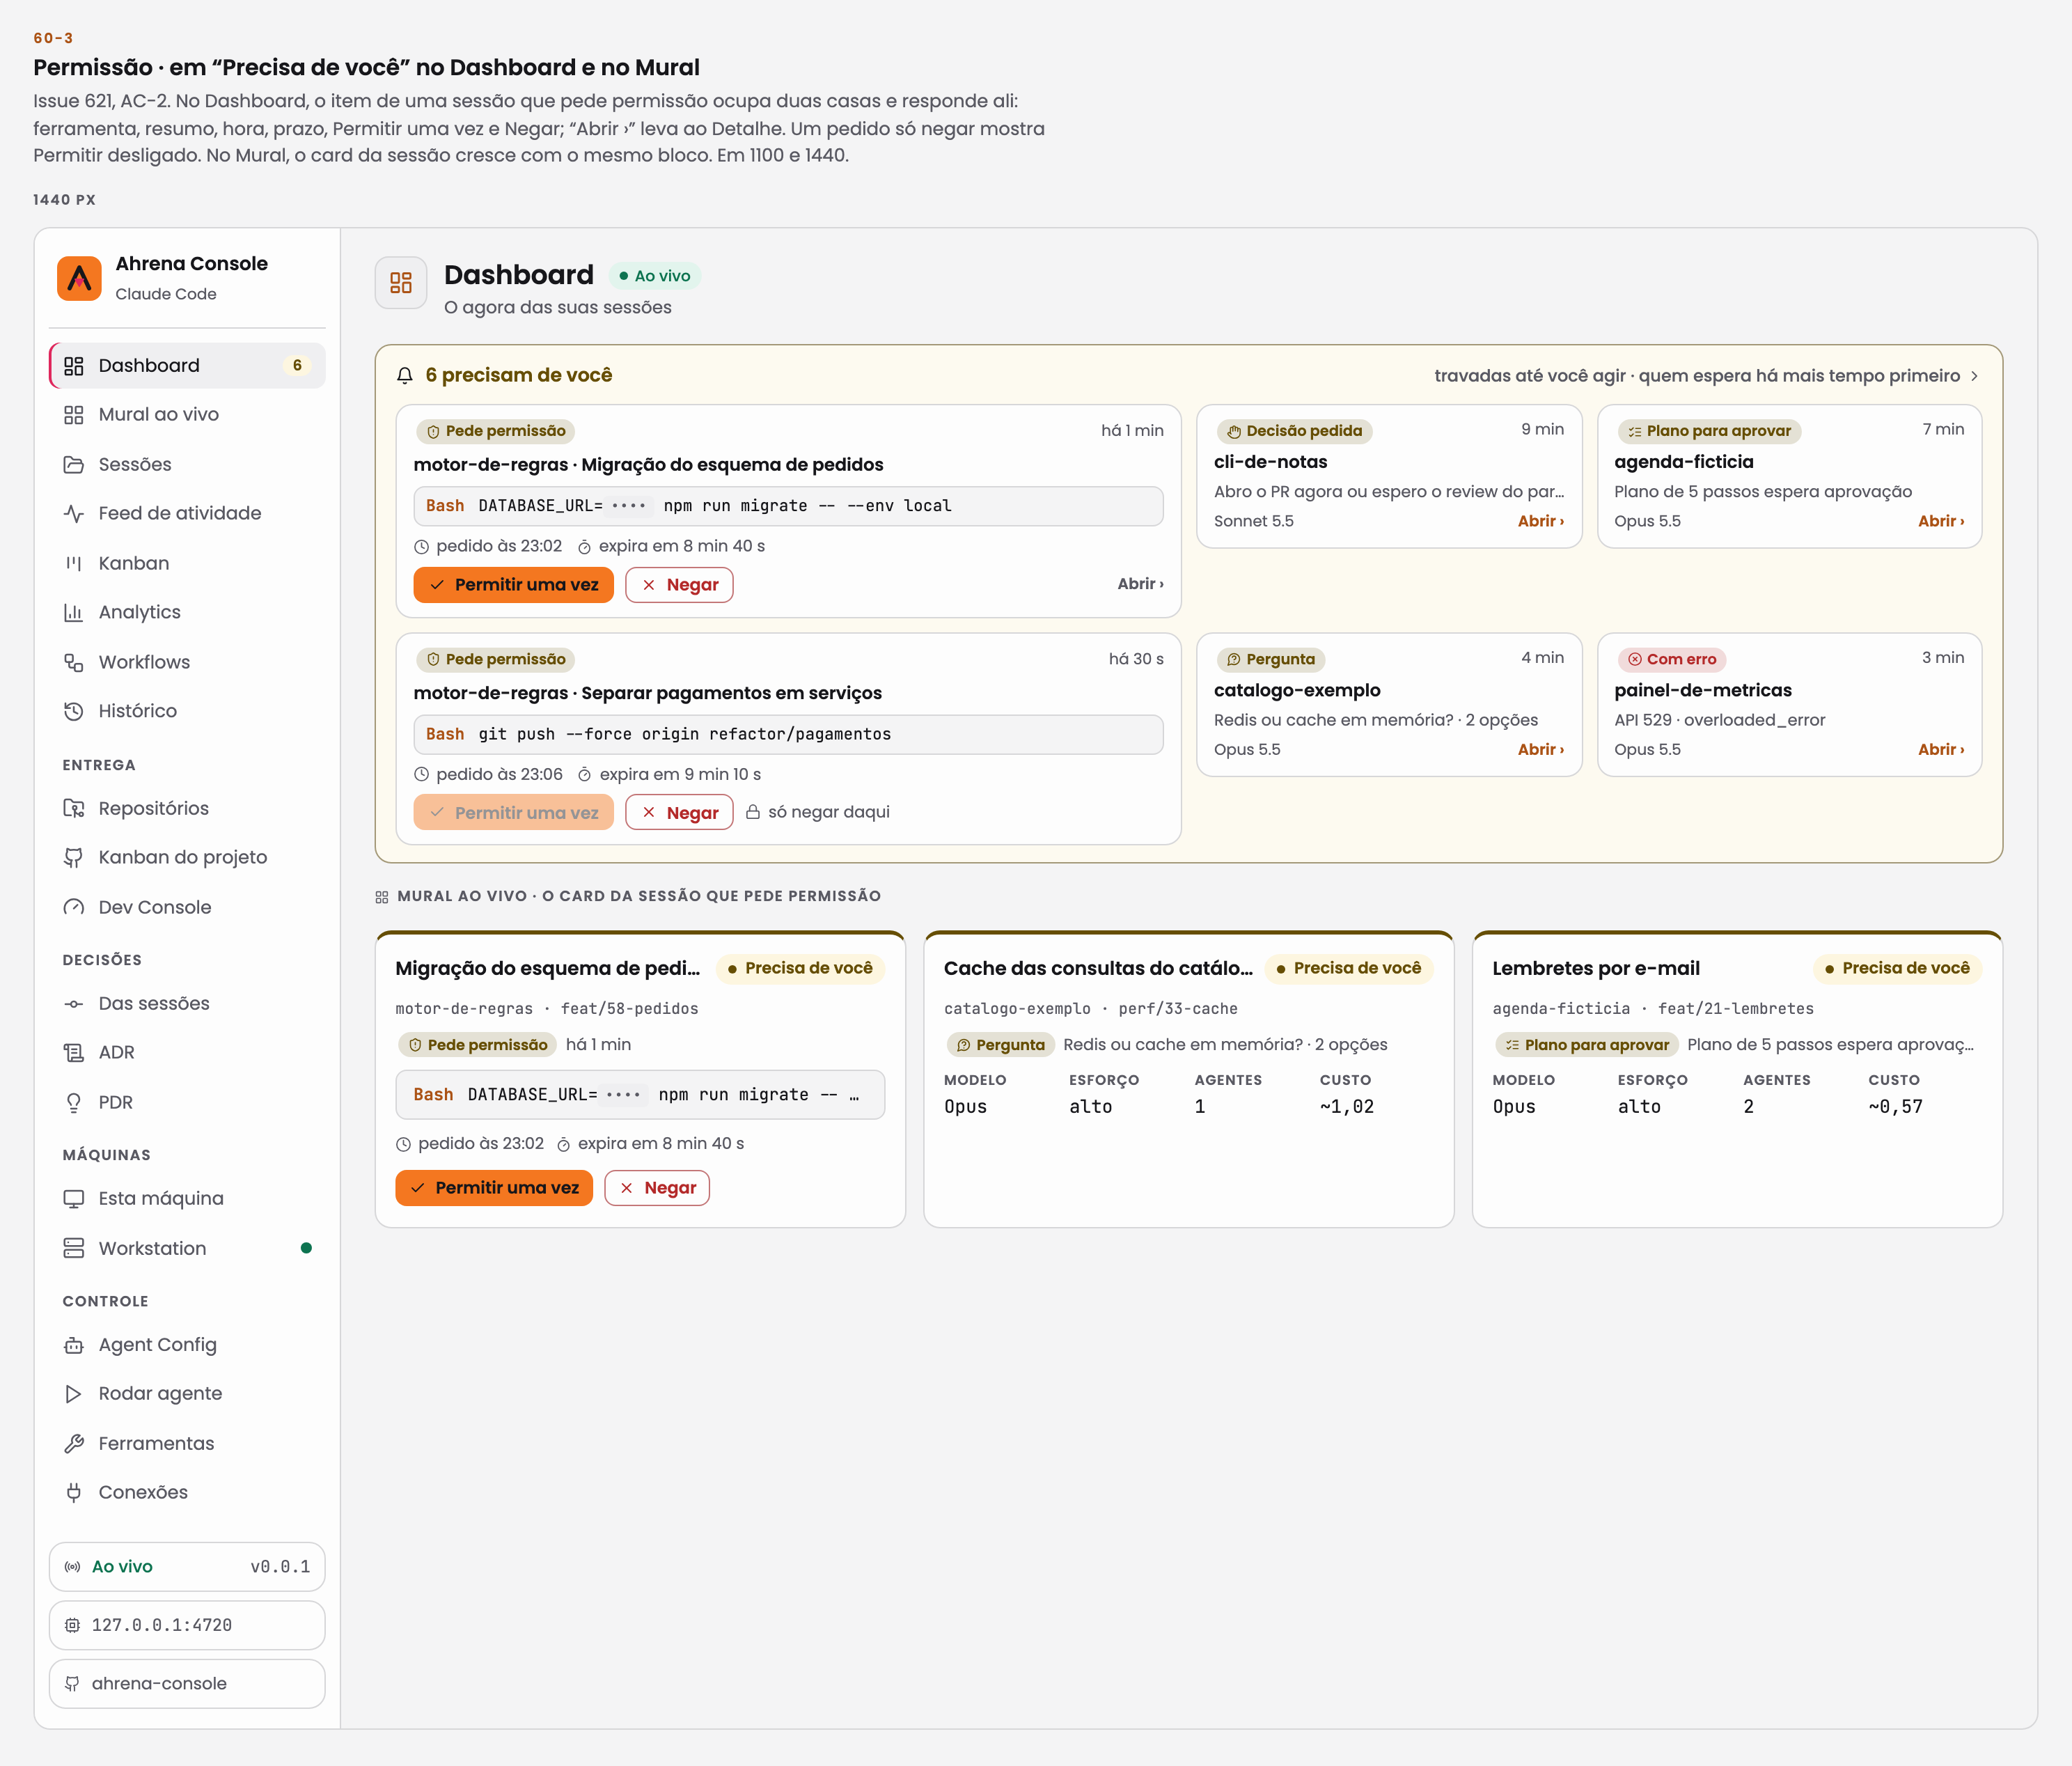 60-3
Permissão · em “Precisa de você” no Dashboard e no Mural
Issue 621, AC-2. No Dashboard, o item de uma sessão que pede permissão ocupa duas casas e responde ali:
ferramenta, resumo, hora, prazo, Permitir uma vez e Negar; “Abrir ›” leva ao Detalhe. Um pedido só negar mostra
Permitir desligado. No Mural, o card da sessão cresce com o mesmo bloco. Em 1100 e 1440.
1440 PX
Ahrena Console
Claude Code
Dashboard 6
Mural ao vivo
Sessões
Feed de atividade
Kanban
Analytics
Workflows
Histórico
ENTREGA
Repositórios
Kanban do projeto
Dev Console
DECISÕES
Das sessões
ADR
PDR
MÁQUINAS
Esta máquina
Workstation
CONTROLE
Agent Config
Rodar agente
Ferramentas
Conexões
Ao vivo v0.0.1
127.0.0.1:4720
ahrena-console
Dashboard Ao vivo
O agora das suas sessões
6 precisam de você
travadas até você agir · quem espera há mais tempo primeiro ›
Pede permissão há 1 min
motor-de-regras · Migração do esquema de pedidos
Bash DATABASE_URL=•••• npm run migrate -- --env local
pedido às 23:02 expira em 8 min 40 s
Permitir uma vez Negar Abrir ›
Decisão pedida 9 min
cli-de-notas
Abro o PR agora ou espero o review do par…
Sonnet 5.5 Abrir ›
Plano para aprovar 7 min
agenda-ficticia
Plano de 5 passos espera aprovação
Opus 5.5 Abrir ›
Pede permissão há 30 s
motor-de-regras · Separar pagamentos em serviços
Bash git push --force origin refactor/pagamentos
pedido às 23:06 expira em 9 min 10 s
Permitir uma vez Negar só negar daqui
Pergunta 4 min
catalogo-exemplo
Redis ou cache em memória? · 2 opções
Opus 5.5 Abrir ›
Com erro 3 min
painel-de-metricas
API 529 · overloaded_error
Opus 5.5 Abrir ›
MURAL AO VIVO · O CARD DA SESSÃO QUE PEDE PERMISSÃO
Migração do esquema de pedi… Precisa de você
motor-de-regras · feat/58-pedidos
Pede permissão há 1 min
Bash DATABASE_URL=•••• npm run migrate -- …
pedido às 23:02 expira em 8 min 40 s
Permitir uma vez Negar
Cache das consultas do catálo… Precisa de você
catalogo-exemplo · perf/33-cache
Pergunta Redis ou cache em memória? · 2 opções
MODELO ESFORÇO AGENTES CUSTO
Opus alto 1 ~1,02
Lembretes por e-mail Precisa de você
agenda-ficticia · feat/21-lembretes
Plano para aprovar Plano de 5 passos espera aprovaç…
MODELO ESFORÇO AGENTES CUSTO
Opus alto 2 ~0,57